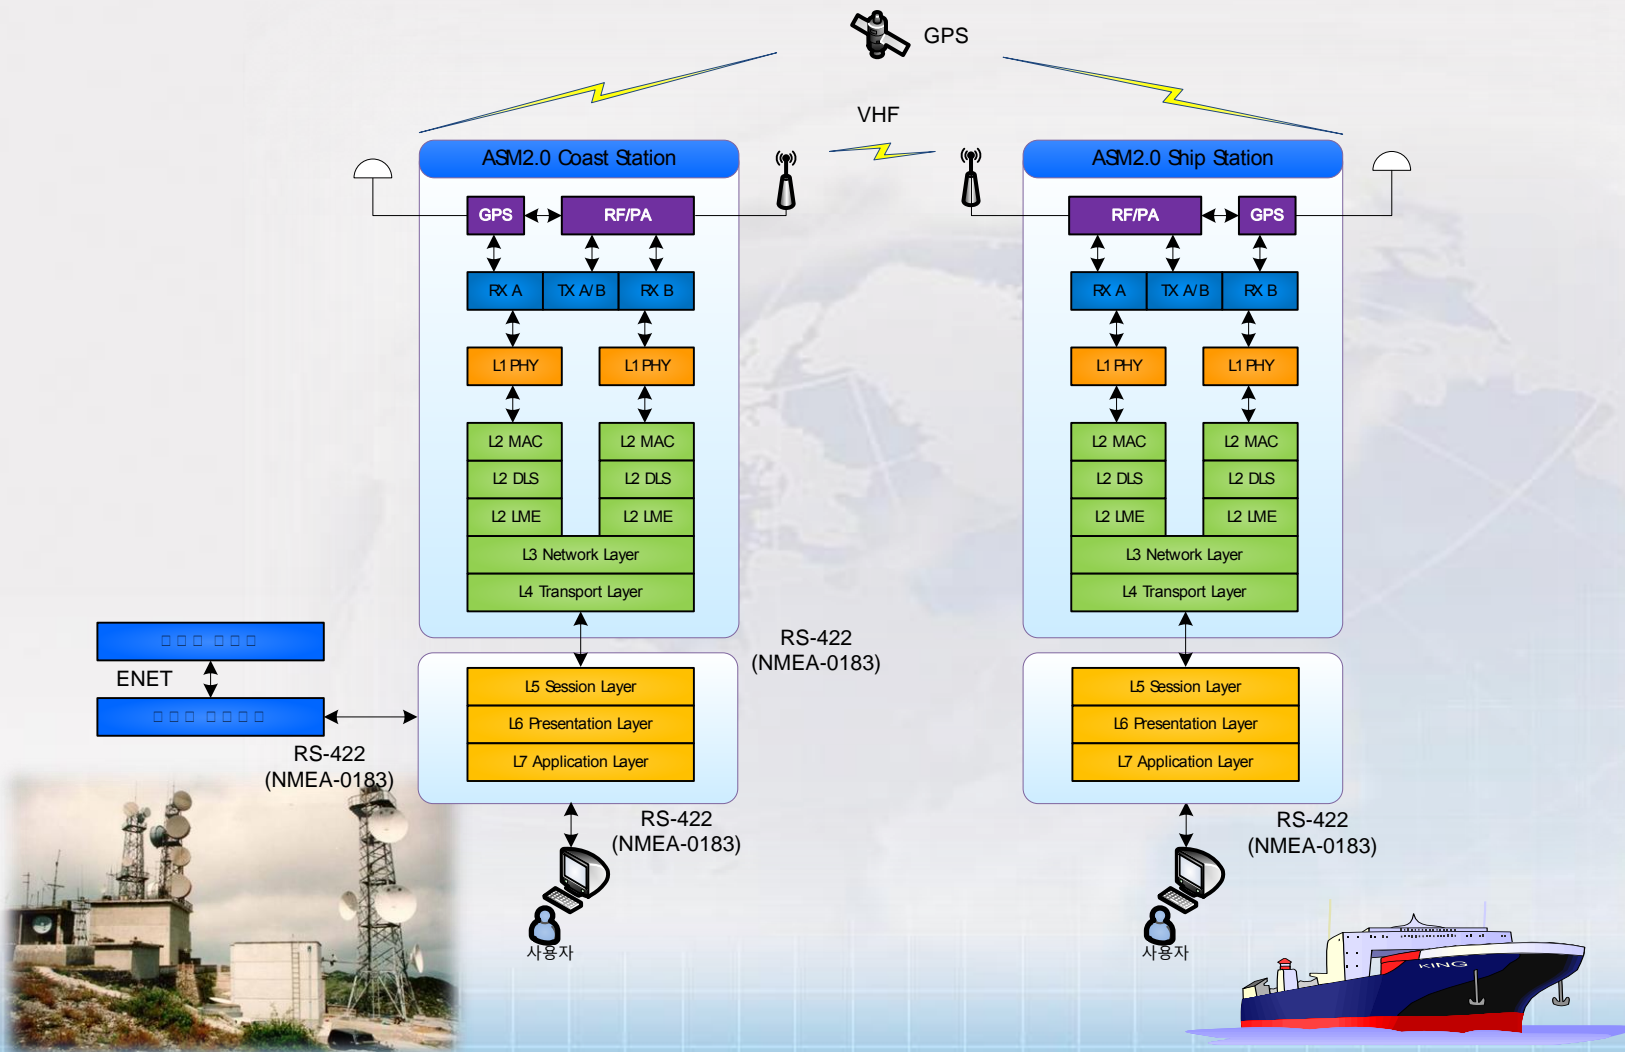 GPS
VHF
ASM2.0 Coast Station
GPS
RF/PA
RX A
TX A/B
RX B
L1 PHY
L1 PHY
L2 MAC
L2 MAC
L2 DLS
L2 DLS
L2 LME
L2 LME
L3 Network Layer
L4 Transport Layer
RS-422
(NMEA-0183)
L5 Session Layer
L6 Presentation Layer
L7 Application Layer
ENET
RS-422
(NMEA-0183)
RS-422
(NMEA-0183)
사용자
ASM2.0 Ship Station
RF/PA
GPS
RX A
TX A/B
RX B
L1 PHY
L1 PHY
L2 MAC
L2 MAC
L2 DLS
L2 DLS
L2 LME
L2 LME
L3 Network Layer
L4 Transport Layer
L5 Session Layer
L6 Presentation Layer
L7 Application Layer
RS-422
(NMEA-0183)
사용자
KING